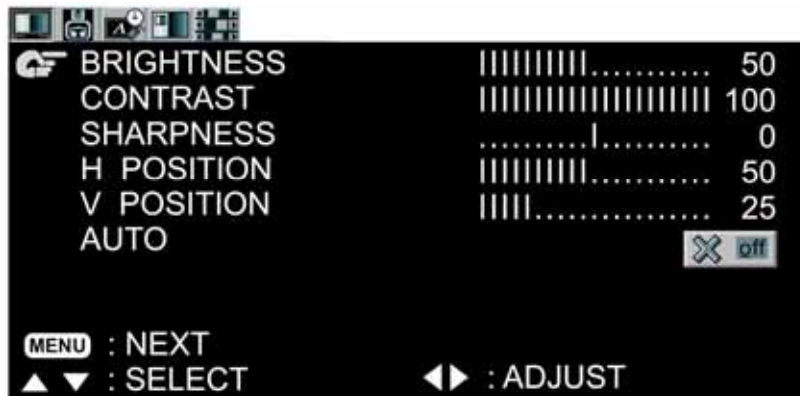 BRIGHTNESS ||||||||||........... 50
CONTRAST ||||||||||||||||||||| 100
SHARPNESS ..........|.......... 0
H POSITION ||||||||||........... 50
V POSITION |||||................ 25
AUTO off
MENU : NEXT
▲ ▼ : SELECT ◀▶ : ADJUST